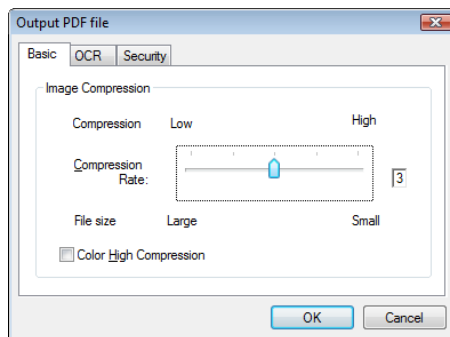 Output PDF file
Basic OCR Security
Image Compression
Compression Low High
Compression Rate: 3
File size Large Small
Color High Compression
OK Cancel